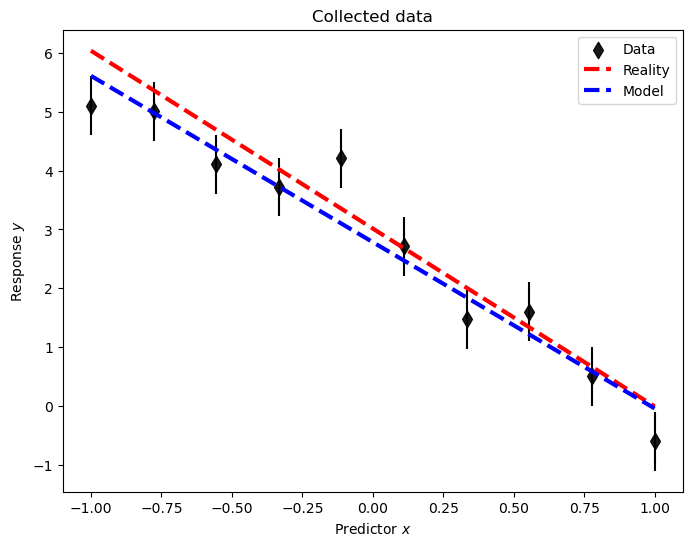 Collected data
Data
Reality
Model
Response y
6
5
4
3
2
1
0
−1
−1.00 −0.75 −0.50 −0.25 0.00 0.25 0.50 0.75 1.00
Predictor x